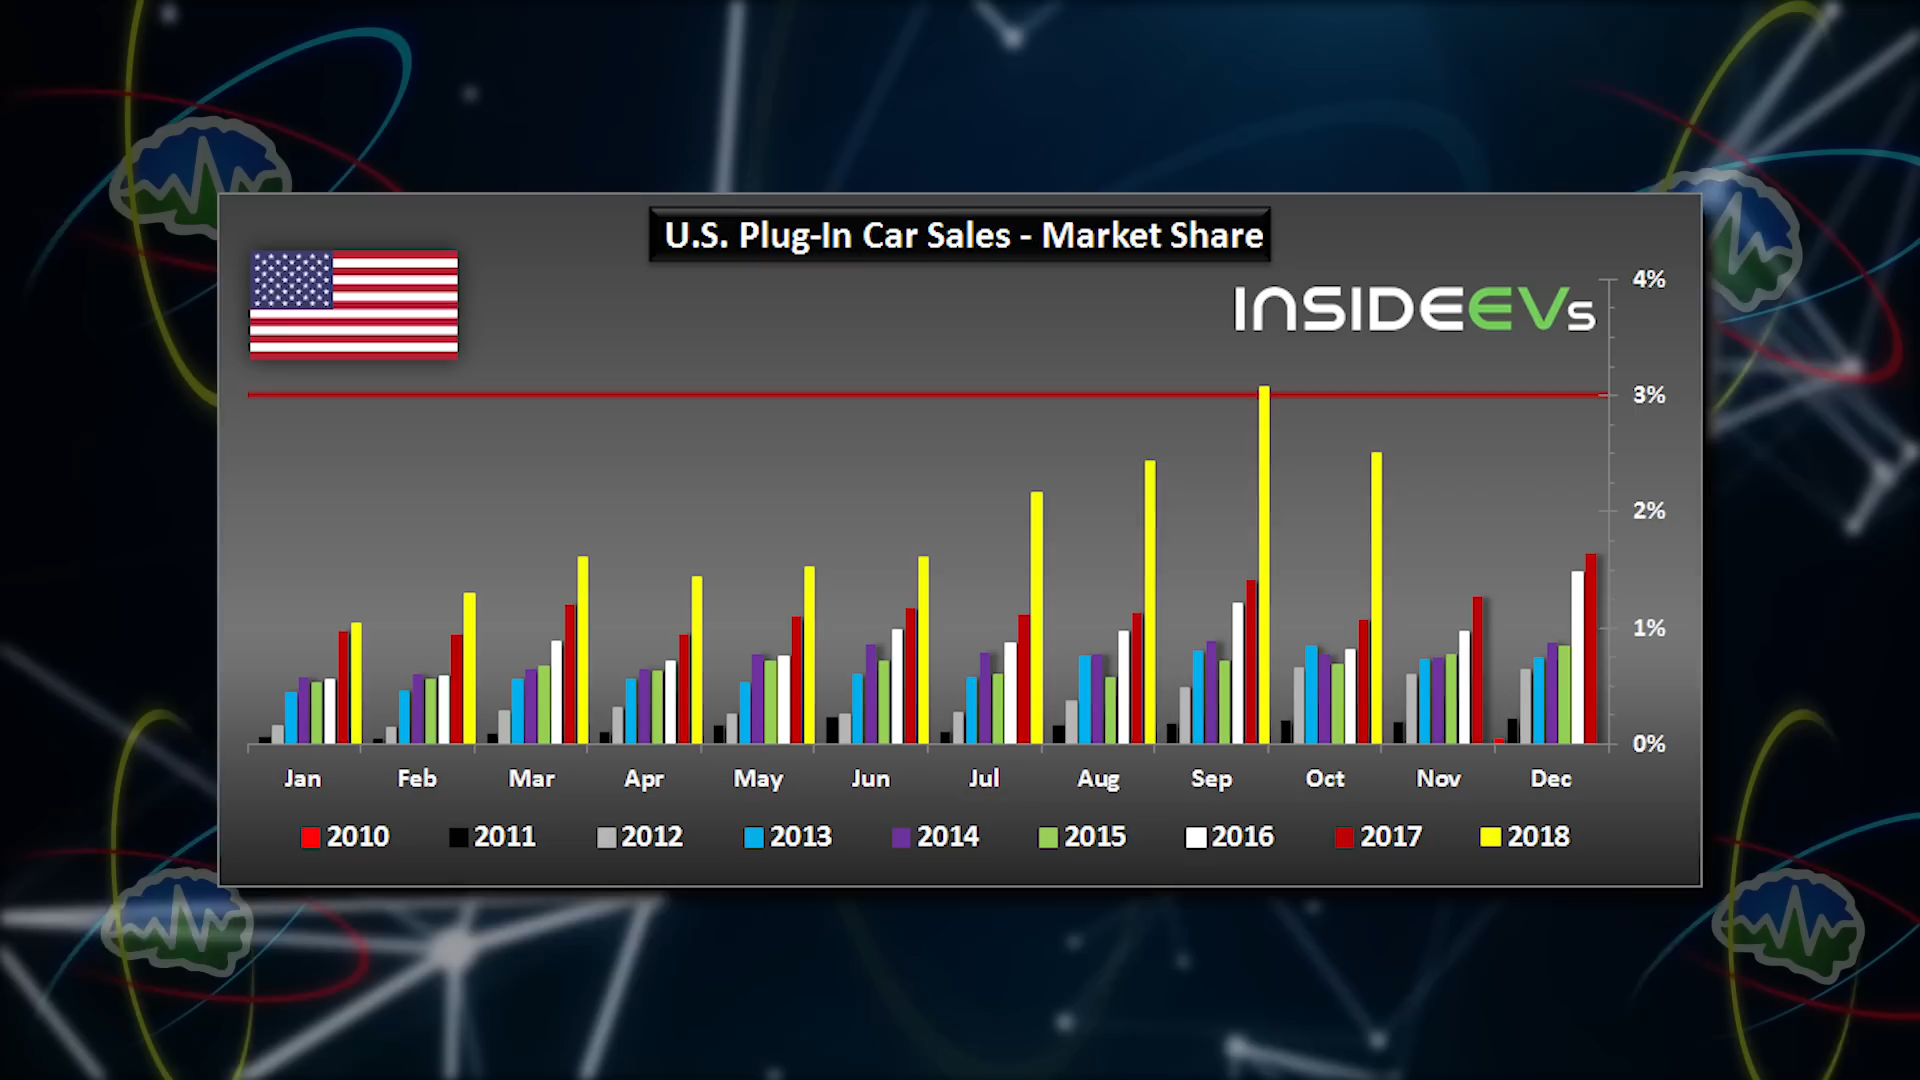 U.S. Plug-In Car Sales - Market Share
INSIDEEVs
4%
3%
2%
1%
0%
Jan Feb Mar Apr May Jun Jul Aug Sep Oct Nov Dec
2010 2011 2012 2013 2014 2015 2016 2017 2018